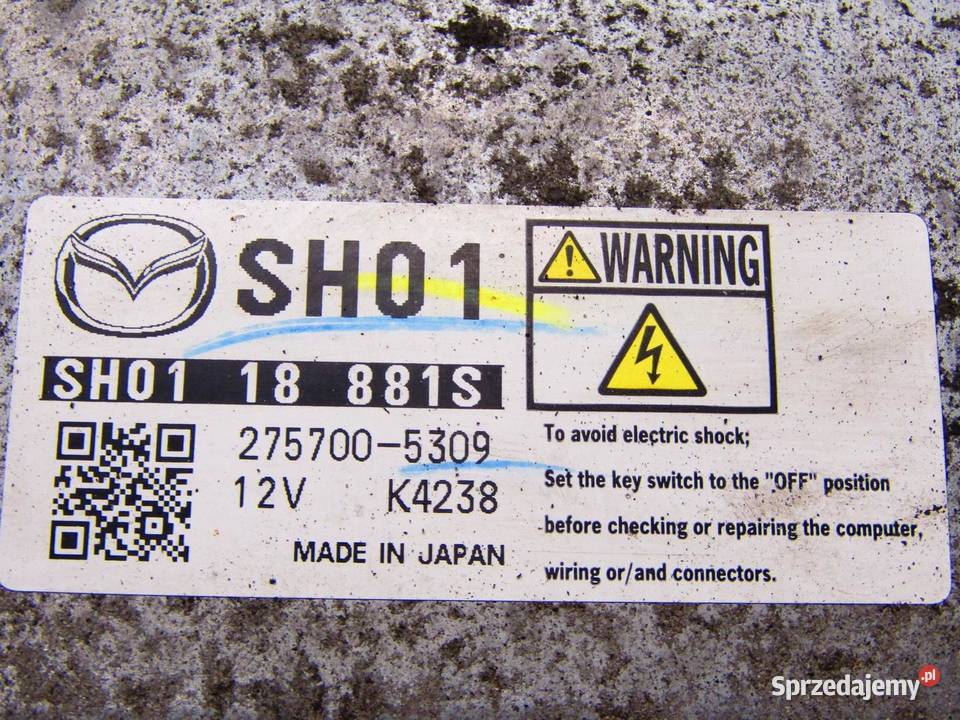 SH01
SH01 18 881S
275700-5309
12V K4238
MADE IN JAPAN
WARNING
To avoid electric shock;
Set the key switch to the "OFF" position
before checking or repairing the computer,
wiring or/and connectors.
Sprzedajemy.pl